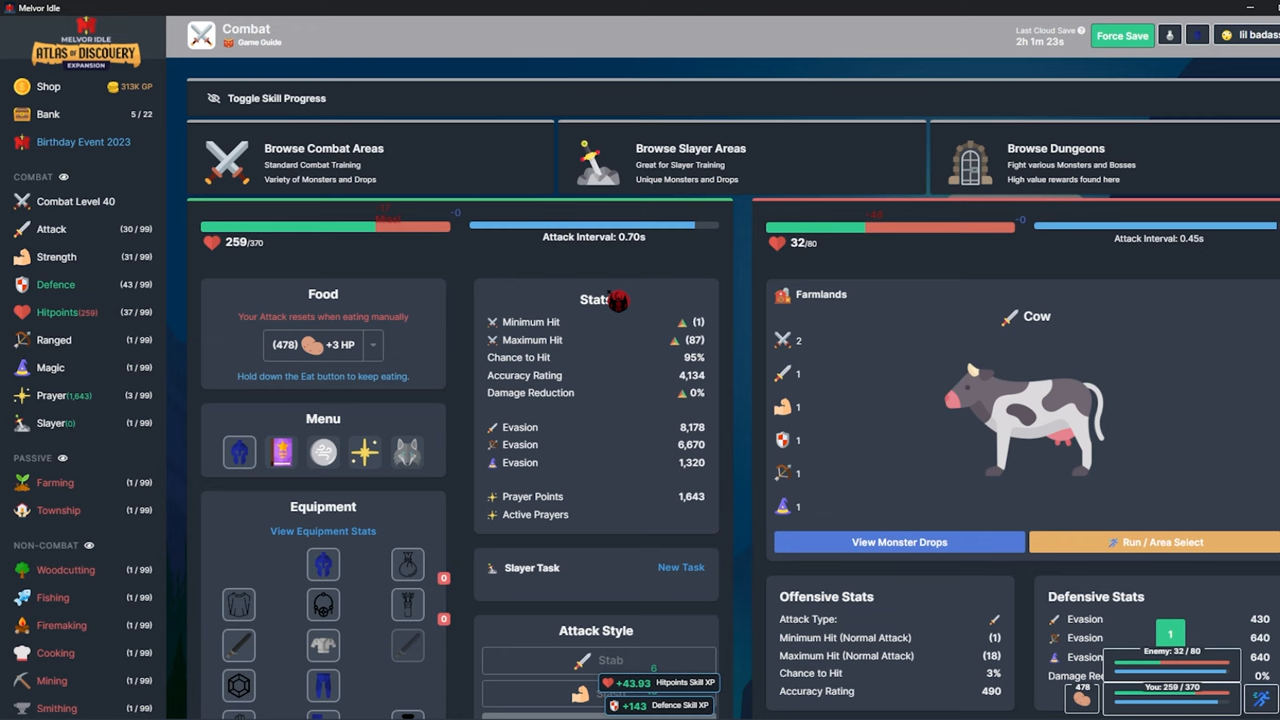 Melvor Idle
MELVOR IDLE
ATLAS OF DISCOVERY
EXPANSION
Combat
Game Guide
Last Cloud Save
2h 1m 23s
Force Save
lil badas
Shop
313K GP
Bank
5 / 22
Birthday Event 2023
COMBAT
Combat Level 40
Attack
(30 / 99)
Strength
(31 / 99)
Defence
(43 / 99)
Hitpoints(259)
(37 / 99)
Ranged
(1 / 99)
Magic
(1 / 99)
Prayer(1,643)
(3 / 99)
Slayer(0)
(1 / 99)
PASSIVE
Farming
(1 / 99)
Township
(1 / 99)
NON-COMBAT
Woodcutting
(1 / 99)
Fishing
(1 / 99)
Firemaking
(1 / 99)
Cooking
(1 / 99)
Mining
(1 / 99)
Smithing
(1 / 99)
Toggle Skill Progress
Browse Combat Areas
Standard Combat Training
Variety of Monsters and Drops
Browse Slayer Areas
Great for Slayer Training
Unique Monsters and Drops
Browse Dungeons
Fight various Monsters and Bosses
High value rewards found here
-0
259/370
Attack Interval: 0.70s
Food
Your Attack resets when eating manually
(478) +3 HP
Hold down the Eat button to keep eating.
Menu
Equipment
View Equipment Stats
0
0
Stats
Minimum Hit
(1)
Maximum Hit
(87)
Chance to Hit
95%
Accuracy Rating
4,134
Damage Reduction
0%
Evasion
8,178
Evasion
6,670
Evasion
1,320
Prayer Points
1,643
Active Prayers
Slayer Task
New Task
Attack Style
Stab
6
+43.93 Hitpoints Skill XP
+143 Defence Skill XP
-0
32/80
Attack Interval: 0.45s
Farmlands
Cow
2
1
1
1
1
1
View Monster Drops
Run / Area Select
Offensive Stats
Attack Type:
Minimum Hit (Normal Attack)
(1)
Maximum Hit (Normal Attack)
(18)
Chance to Hit
3%
Accuracy Rating
490
Defensive Stats
Evasion
430
Evasion
640
Evasion
640
Damage Re
0%
1
Enemy: 32 / 80
478
You: 259 / 370